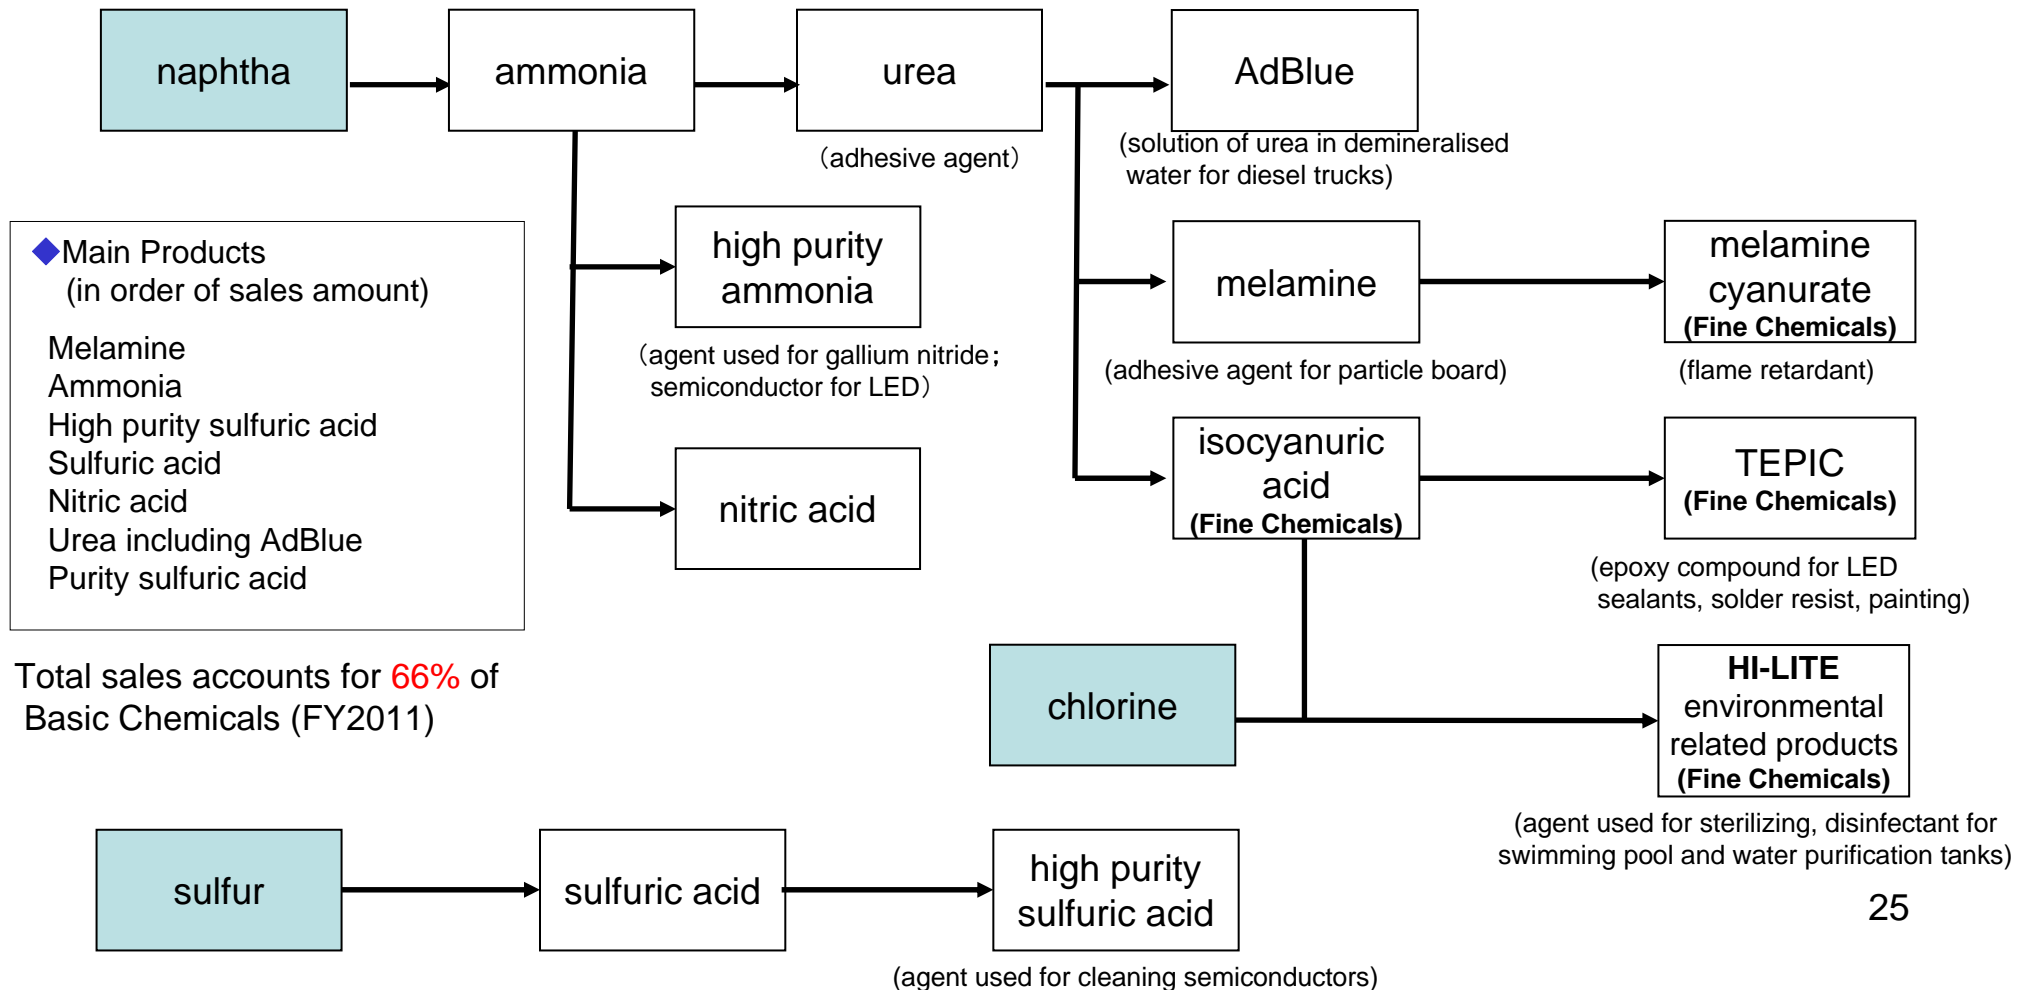 naphtha
ammonia
urea
AdBlue
(adhesive agent)
(solution of urea in demineralised
water for diesel trucks)
◆Main Products
(in order of sales amount)
Melamine
Ammonia
High purity sulfuric acid
Sulfuric acid
Nitric acid
Urea including AdBlue
Purity sulfuric acid
high purity
ammonia
(agent used for gallium nitride;
semiconductor for LED)
melamine
(adhesive agent for particle board)
melamine
cyanurate
(Fine Chemicals)
(flame retardant)
nitric acid
isocyanuric
acid
(Fine Chemicals)
TEPIC
(Fine Chemicals)
(epoxy compound for LED
sealants, solder resist, painting)
Total sales accounts for 66% of
Basic Chemicals (FY2011)
chlorine
HI-LITE
environmental
related products
(Fine Chemicals)
(agent used for sterilizing, disinfectant for
swimming pool and water purification tanks)
sulfur
sulfuric acid
high purity
sulfuric acid
(agent used for cleaning semiconductors)
25